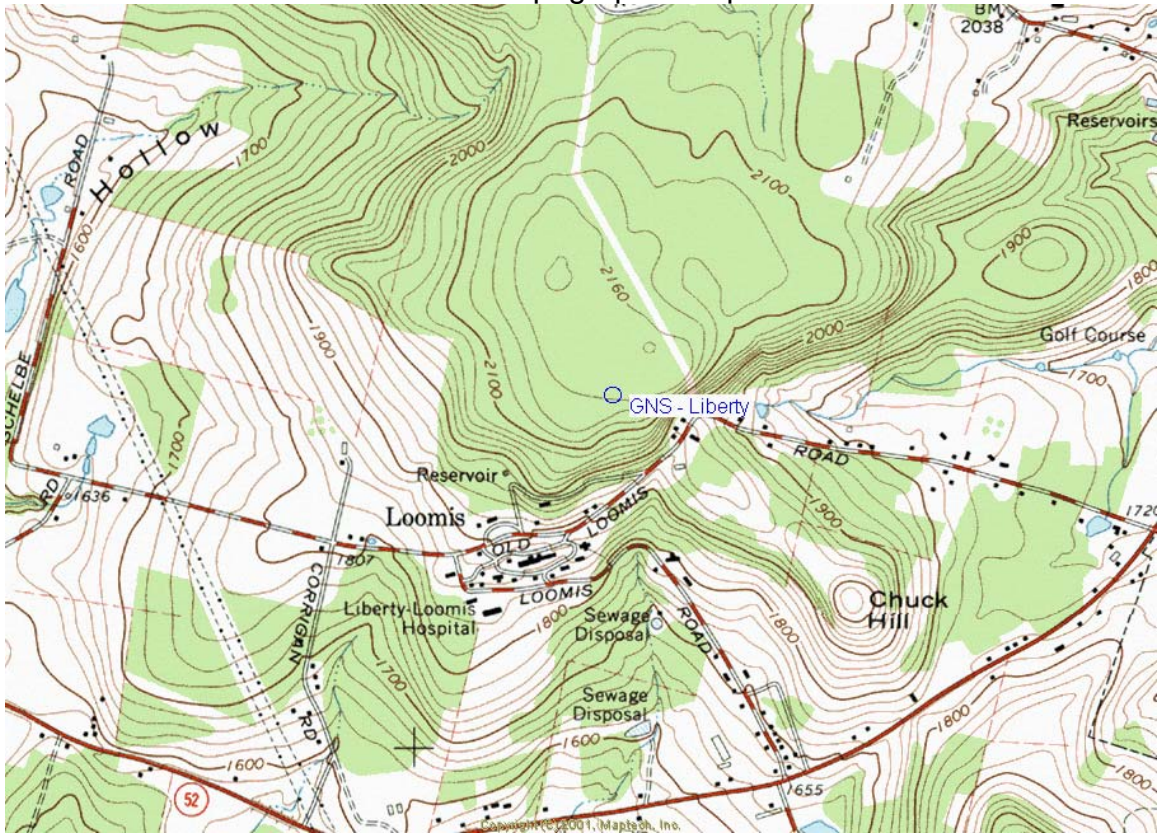 BM
2038
Reservoirs
ROAD
Hollow
1700
2000
2100
1600
1900
1800
2160
2000
Golf Course
1900
2100
1700
SCHELBE
GNS - Liberty
1700
ROAD
Reservoir
RD
1636
Loomis
LOOMIS
1900
1720
OLD
1807
CORRIGAN
LOOMIS
Liberty-Loomis
Hospital
1800
Sewage
Disposal
ROAD
Chuck
Hill
1800
1700
Sewage
Disposal
RD
1600
1600
1800
1800
52
1655
Copyright (C) 2001, Maptech, Inc.